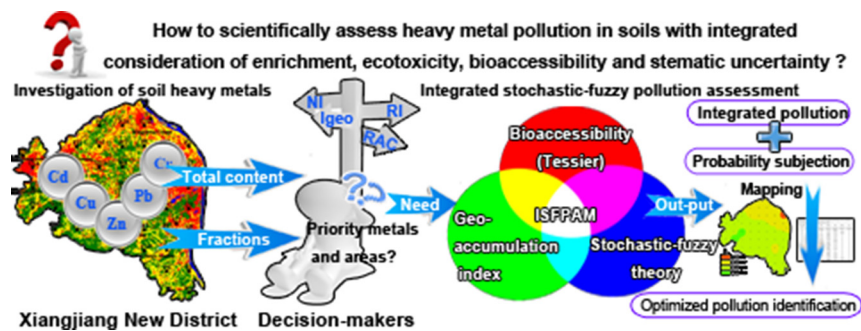 How to scientifically assess heavy metal pollution in soils with integrated
consideration of enrichment, ecotoxicity, bioaccessibility and stematic uncertainty ?
Investigation of soil heavy metals
Integrated stochastic-fuzzy pollution assessment
Cd
Cu
Zn
Pb
Cr
Total content
Fractions
Xiangjiang New District
NI
Igeo
RI
RAC
Priority metals
and areas?
Decision-makers
Need
Bioaccessibility
(Tessier)
ISFPAM
Geo-
accumulation
index
Stochastic-fuzzy
theory
Out-put
Integrated pollution
Probability subjection
Mapping
Optimized pollution identification